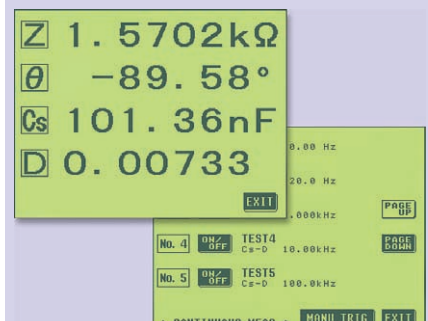 Z 1.5702kΩ
θ -89.58°
Cs 101.36nF
D 0.00733
EXIT
0.00 Hz
20.0 Hz
.000kHz
PAGE UP
No. 4 ON/OFF TEST4
Cs-D 10.00kHz
PAGE DOWN
No. 5 ON/OFF TEST5
Cs-D 100.0kHz
MANU TRIG EXIT